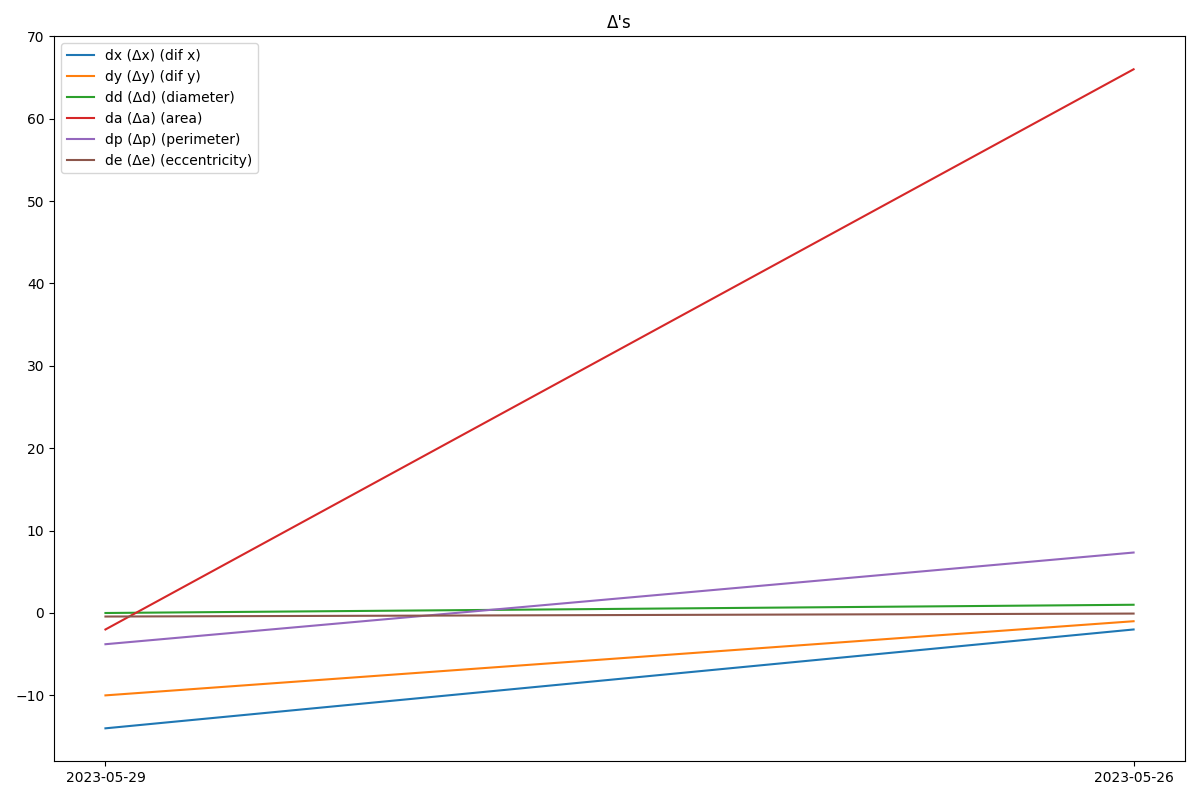 Δ's
70
60
50
40
30
20
10
0
−10
dx (Δx) (dif x)
dy (Δy) (dif y)
dd (Δd) (diameter)
da (Δa) (area)
dp (Δp) (perimeter)
de (Δe) (eccentricity)
2023-05-29
2023-05-26